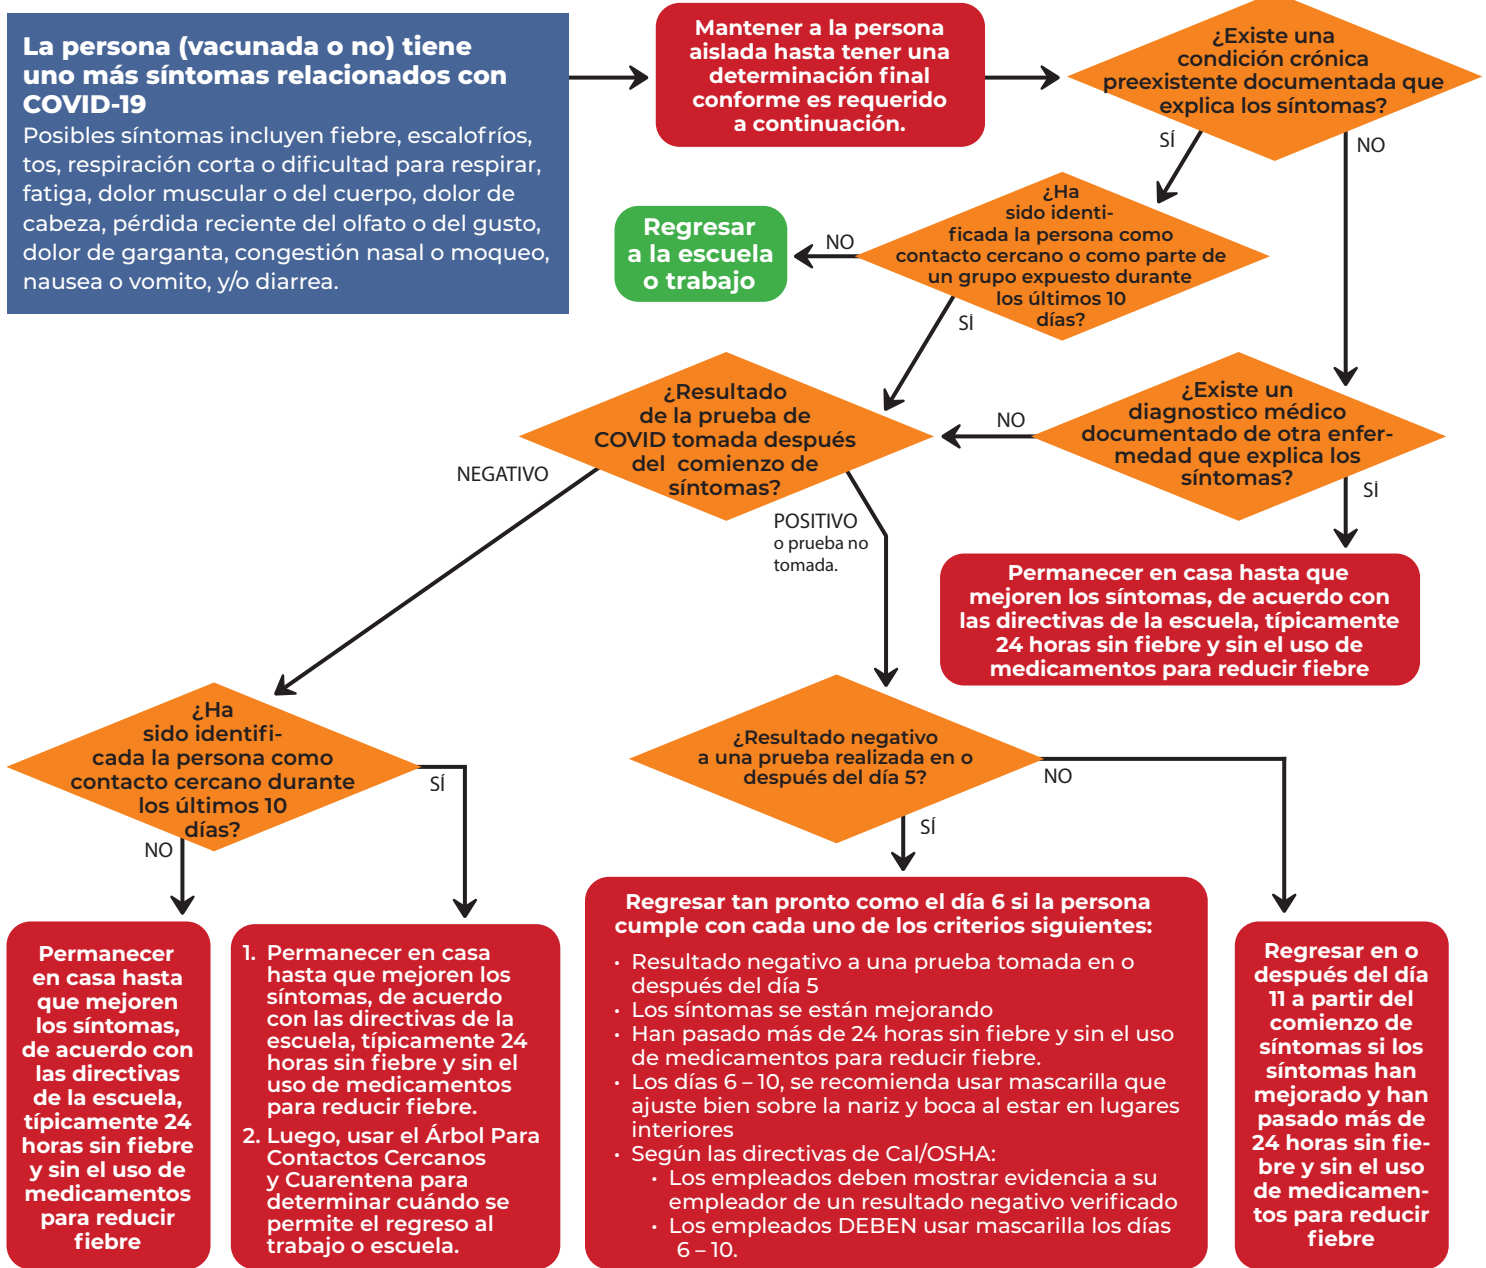 La persona (vacunada o no) tiene
uno más síntomas relacionados con
COVID-19
Posibles síntomas incluyen fiebre, escalofríos,
tos, respiración corta o dificultad para respirar,
fatiga, dolor muscular o del cuerpo, dolor de
cabeza, pérdida reciente del olfato o del gusto,
dolor de garganta, congestión nasal o moqueo,
nausea o vomito, y/o diarrea.
Mantener a la persona
aislada hasta tener una
determinación final
conforme es requerido
a continuación.
¿Existe una
condición crónica
preexistente documentada que
explica los síntomas?
SÍ
NO
¿Ha
sido identi-
ficada la persona como
contacto cercano o como parte de
un grupo expuesto durante
los últimos 10
días?
NO
SÍ
Regresar
a la escuela
o trabajo
¿Existe un
diagnostico médico
documentado de otra enfer-
medad que explica los
síntomas?
NO
SÍ
¿Resultado
de la prueba de
COVID tomada después
del comienzo de
síntomas?
NEGATIVO
POSITIVO
o prueba no
tomada.
Permanecer en casa hasta que
mejoren los síntomas, de acuerdo con
las directivas de la escuela, típicamente
24 horas sin fiebre y sin el uso de
medicamentos para reducir fiebre
¿Ha
sido identifi-
cada la persona como
contacto cercano durante
los últimos 10
días?
SÍ
NO
¿Resultado negativo
a una prueba realizada en o
después del día 5?
NO
SÍ
Permanecer
en casa hasta
que mejoren
los síntomas,
de acuerdo con
las directivas
de la escuela,
típicamente 24
horas sin fiebre
y sin el uso de
medicamentos
para reducir
fiebre
1. Permanecer en casa
hasta que mejoren los
síntomas, de acuerdo
con las directivas de la
escuela, típicamente 24
horas sin fiebre y sin el
uso de medicamentos
para reducir fiebre.
2. Luego, usar el Árbol Para
Contactos Cercanos
y Cuarentena para
determinar cuándo se
permite el regreso al
trabajo o escuela.
Regresar tan pronto como el día 6 si la persona
cumple con cada uno de los criterios siguientes:
• Resultado negativo a una prueba tomada en o
después del día 5
• Los síntomas se están mejorando
• Han pasado más de 24 horas sin fiebre y sin el uso
de medicamentos para reducir fiebre.
• Los días 6 – 10, se recomienda usar mascarilla que
ajuste bien sobre la nariz y boca al estar en lugares
interiores
• Según las directivas de Cal/OSHA:
• Los empleados deben mostrar evidencia a su
empleador de un resultado negativo verificado
• Los empleados DEBEN usar mascarilla los días
6 – 10.
Regresar en o
después del día
11 a partir del
comienzo de
síntomas si los
síntomas han
mejorado y han
pasado más de
24 horas sin fie-
bre y sin el uso
de medicamen-
tos para reducir
fiebre